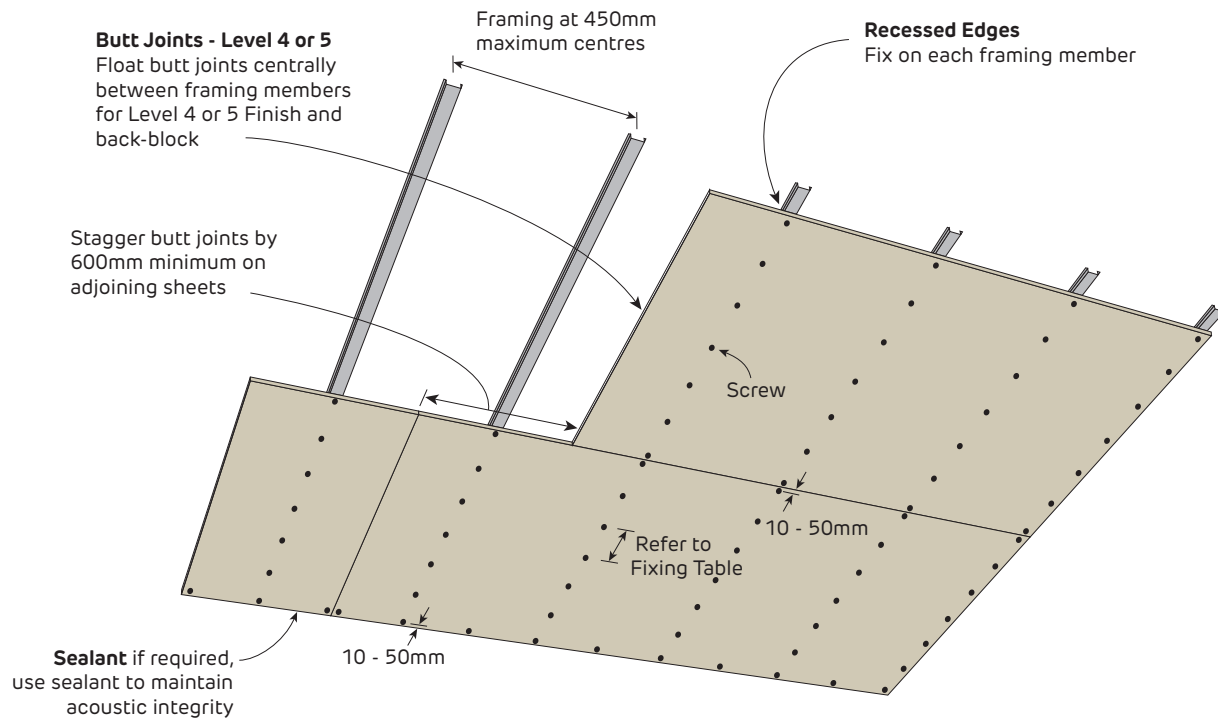 Butt Joints - Level 4 or 5
Float butt joints centrally
between framing members
for Level 4 or 5 Finish and
back-block
Framing at 450mm
maximum centres
Recessed Edges
Fix on each framing member
Stagger butt joints by
600mm minimum on
adjoining sheets
Screw
10 - 50mm
Refer to
Fixing Table
10 - 50mm
Sealant if required,
use sealant to maintain
acoustic integrity